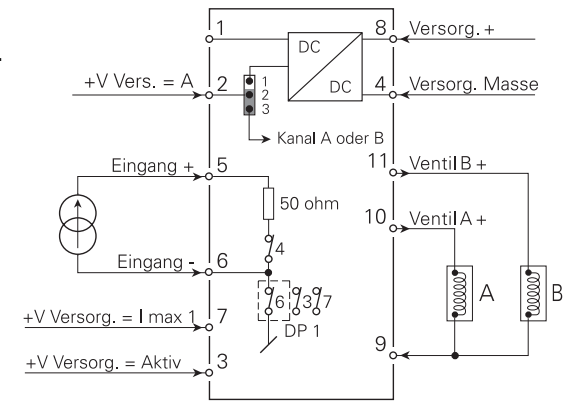 1
DC
DC
8
Versorg. +
+V Vers. = A
2
1
2
3
4
Versorg. Masse
Kanal A oder B
Eingang +
5
50 ohm
4
11
Ventil B +
10
Ventil A +
Eingang -
6
6
3
7
DP 1
A
B
+V Versorg. = I max 1
7
9
+V Versorg. = Aktiv
3